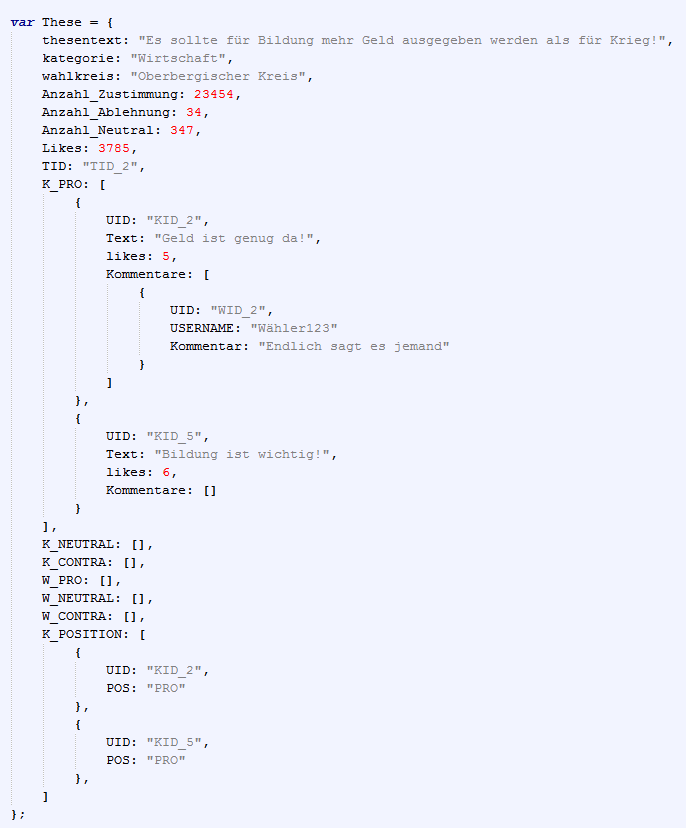 var These = {
    thesentext: "Es sollte für Bildung mehr Geld ausgegeben werden als für Krieg!",
    kategorie: "Wirtschaft",
    wahlkreis: "Oberbergischer Kreis",
    Anzahl_Zustimmung: 23454,
    Anzahl_Ablehnung: 34,
    Anzahl_Neutral: 347,
    Likes: 3785,
    TID: "TID_2",
    K_PRO: [
        {
            UID: "KID_2",
            Text: "Geld ist genug da!",
            likes: 5,
            Kommentare: [
                {
                    UID: "WID_2",
                    USERNAME: "Wähler123"
                    Kommentar: "Endlich sagt es jemand"
                }
            ]
        },
        {
            UID: "KID_5",
            Text: "Bildung ist wichtig!",
            likes: 6,
            Kommentare: []
        }
    ],
    K_NEUTRAL: [],
    K_CONTRA: [],
    W_PRO: [],
    W_NEUTRAL: [],
    W_CONTRA: [],
    K_POSITION: [
        {
            UID: "KID_2",
            POS: "PRO"
        },
        {
            UID: "KID_5",
            POS: "PRO"
        },
    ]
};